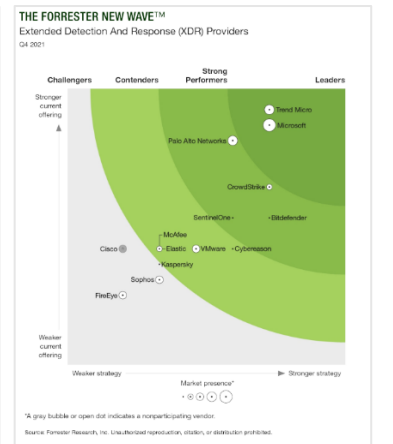 THE FORRESTER NEW WAVE™
Extended Detection And Response (XDR) Providers
Q4 2021
Challengers
Contenders
Strong
Performers
Leaders
Stronger
current
offering
Trend Micro
Microsoft
Palo Alto Networks
CrowdStrike
SentinelOne
Bitdefender
McAfee
Cisco
Elastic
VMware
Cybereason
Kaspersky
Sophos
FireEye
Weaker
current
offering
Weaker strategy
Stronger strategy
Market presence*
*A gray bubble or open dot indicates a nonparticipating vendor.
Source: Forrester Research, Inc. Unauthorized reproduction, citation, or distribution prohibited.